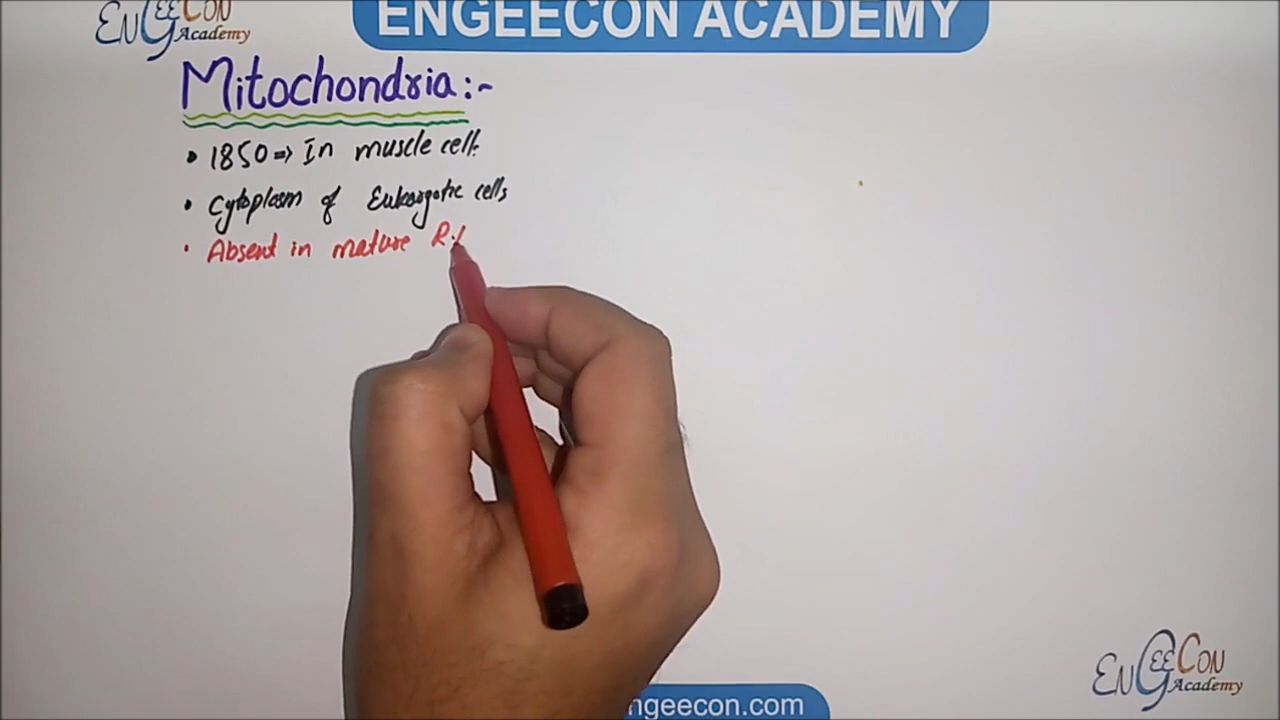 ENGEECON ACADEMY
ENGEECON Academy
Mitochondria:-
• 1850 => In muscle cell.
• Cytoplasm of Eukaryotic cells
• Absent in mature R.
ENGEECON Academy
ngeecon.com